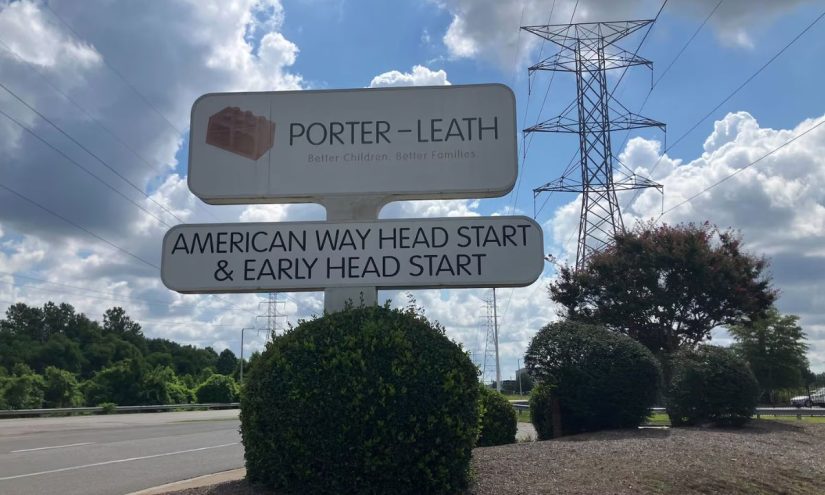 PORTER-LEATH
Better Children. Better Families.
AMERICAN WAY HEAD START
& EARLY HEAD START